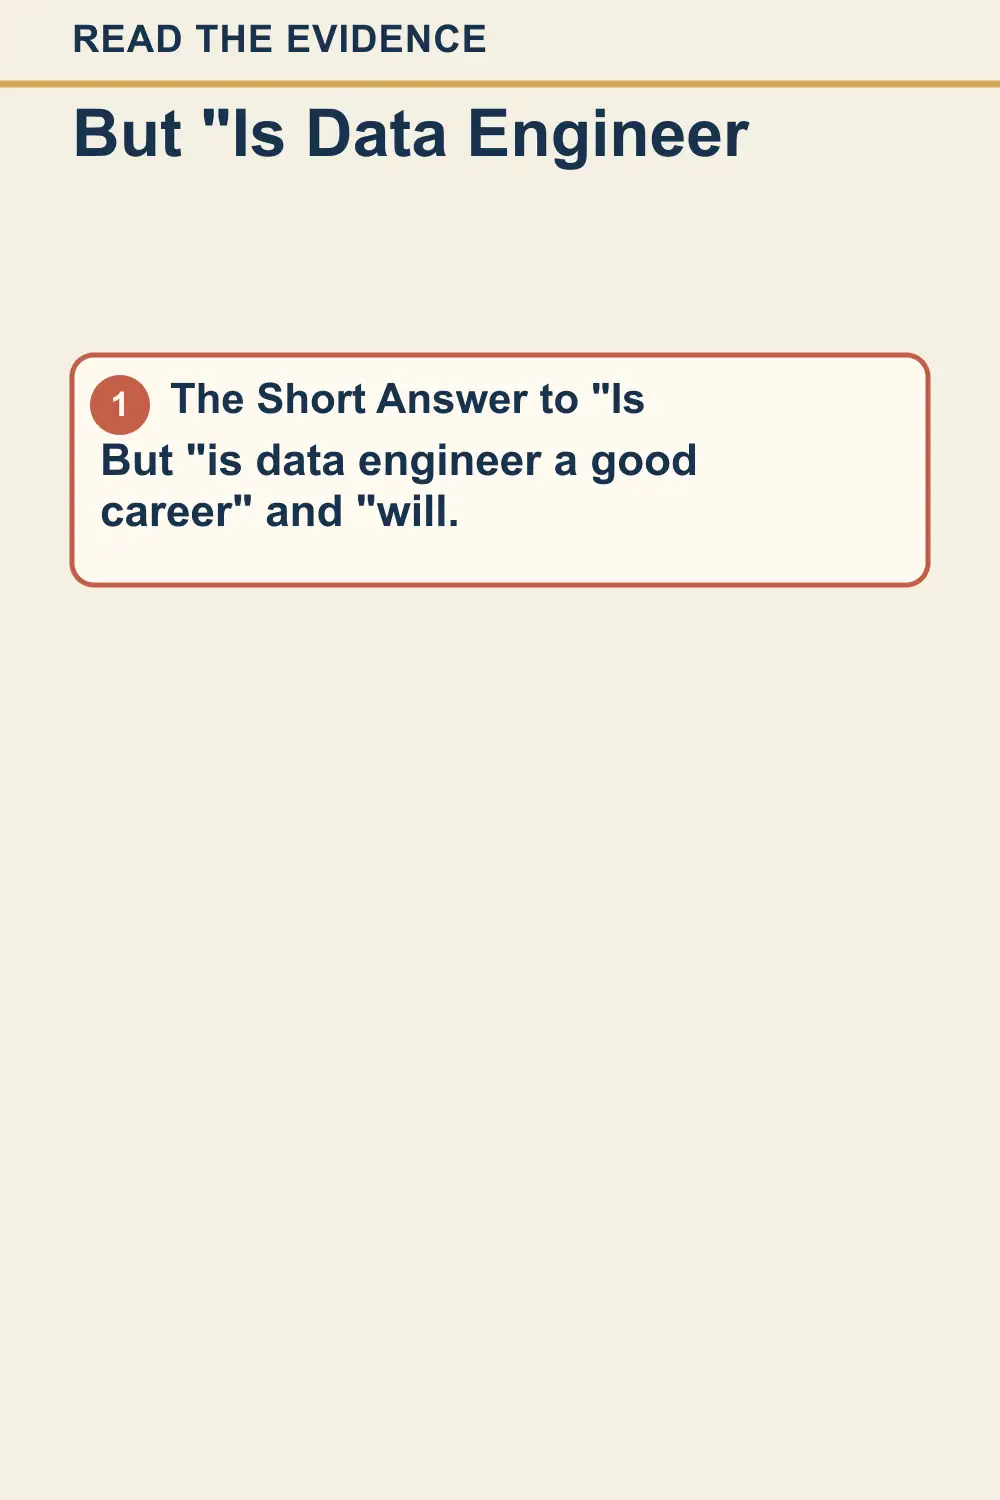 READ THE EVIDENCE
But "Is Data Engineer
1 The Short Answer to "Is
But "is data engineer a good
career" and "will.